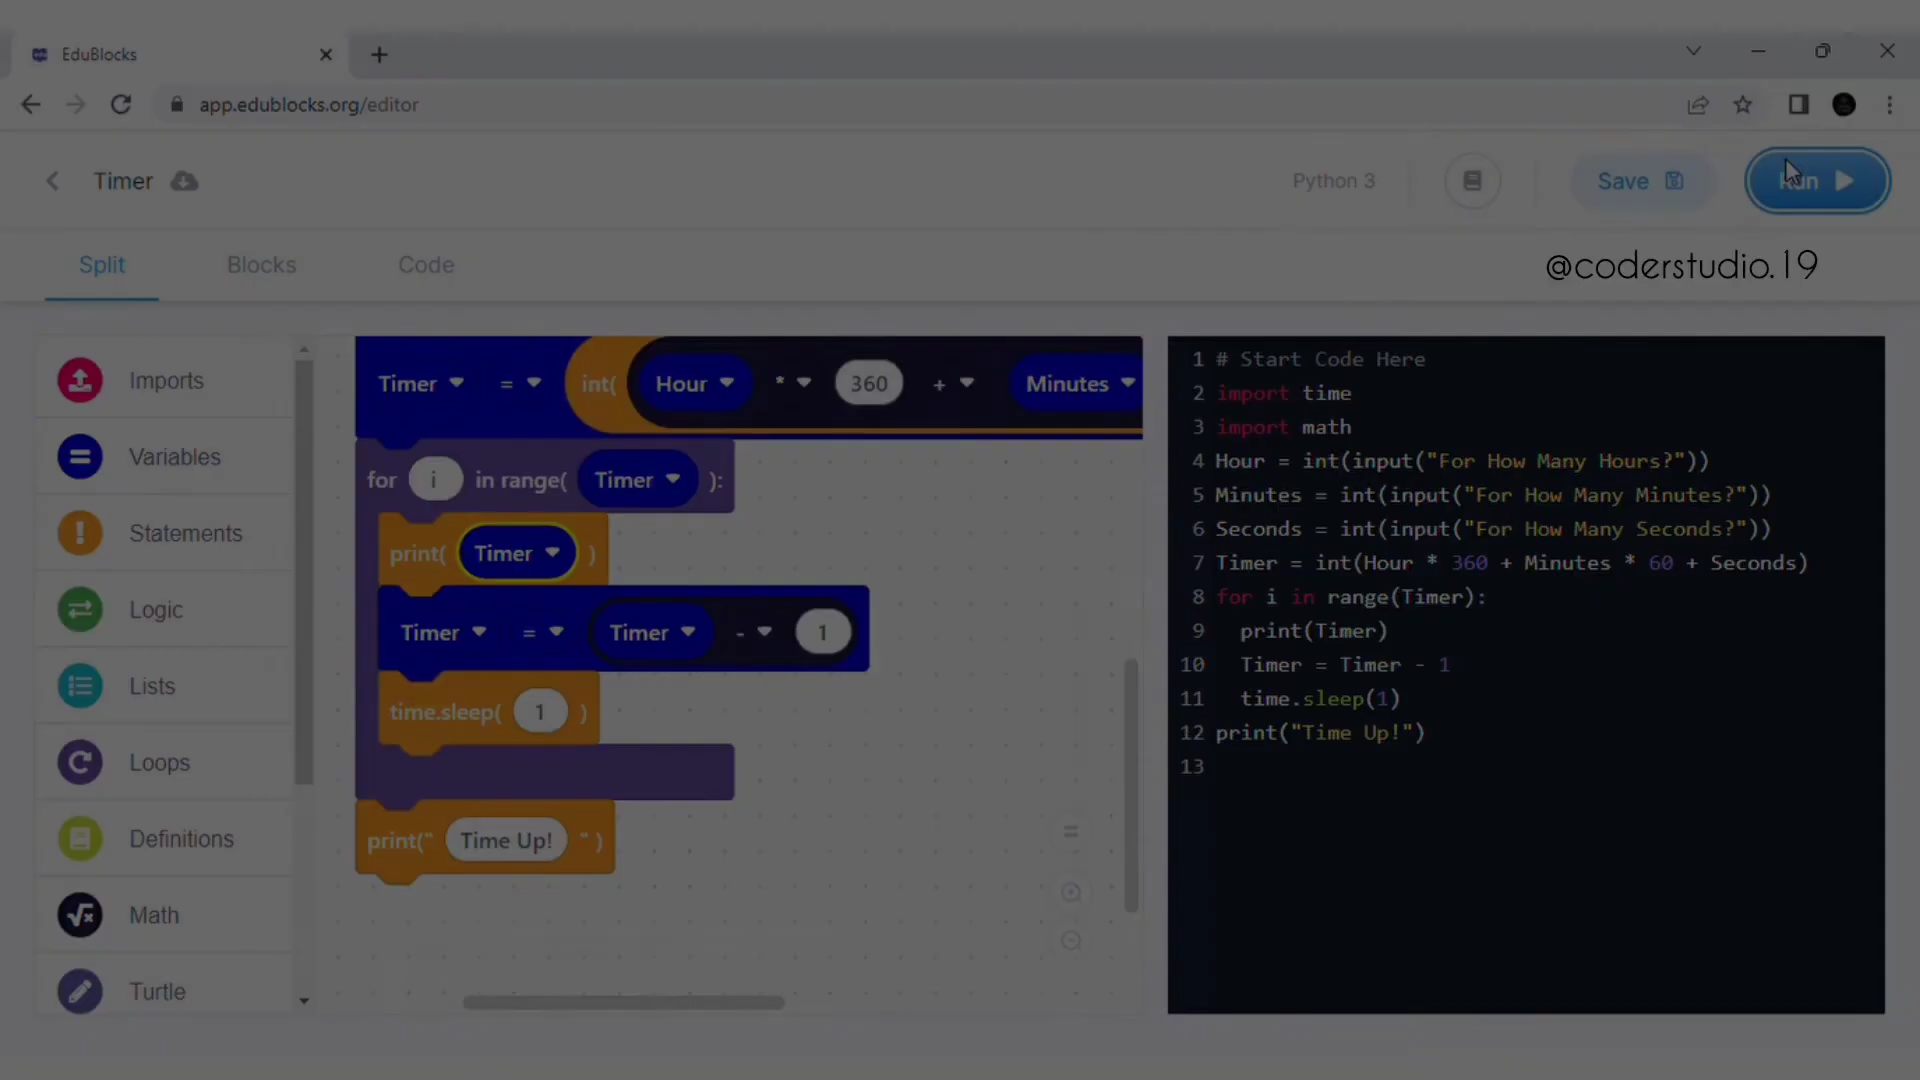 EduBlocks
app.edublocks.org/editor
Timer
Python 3
Save
Run
Split
Blocks
Code
@coderstudio.19
Imports
Variables
Statements
Logic
Lists
Loops
Definitions
Math
Turtle
Timer = int( Hour * 360 + Minutes
for i in range( Timer ):
print( Timer )
Timer = Timer - 1
time.sleep( 1 )
print(" Time Up! " )
1 # Start Code Here
2 import time
3 import math
4 Hour = int(input("For How Many Hours?"))
5 Minutes = int(input("For How Many Minutes?"))
6 Seconds = int(input("For How Many Seconds?"))
7 Timer = int(Hour * 360 + Minutes * 60 + Seconds)
8 for i in range(Timer):
9 print(Timer)
10 Timer = Timer - 1
11 time.sleep(1)
12 print("Time Up!")
13